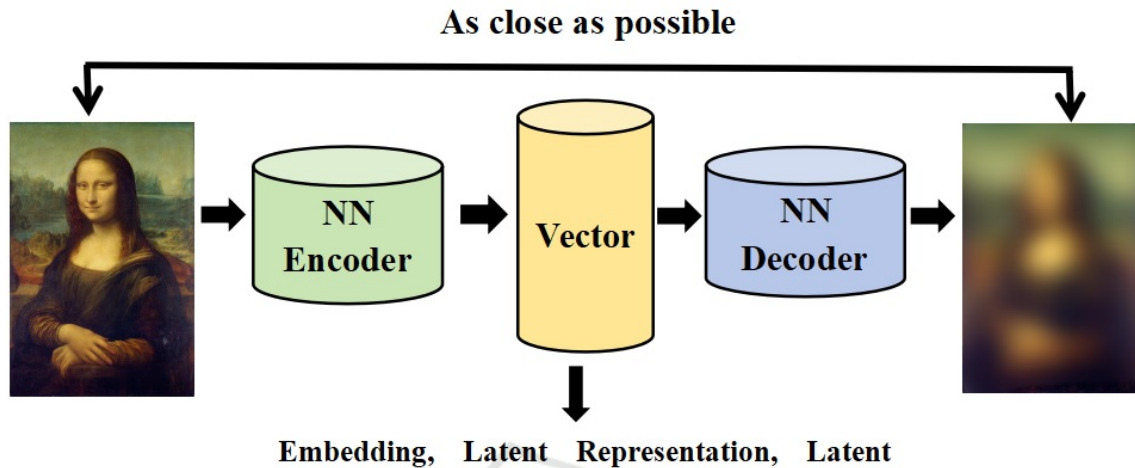 As close as possible
NN
Encoder
Vector
NN
Decoder
Embedding, Latent Representation, Latent